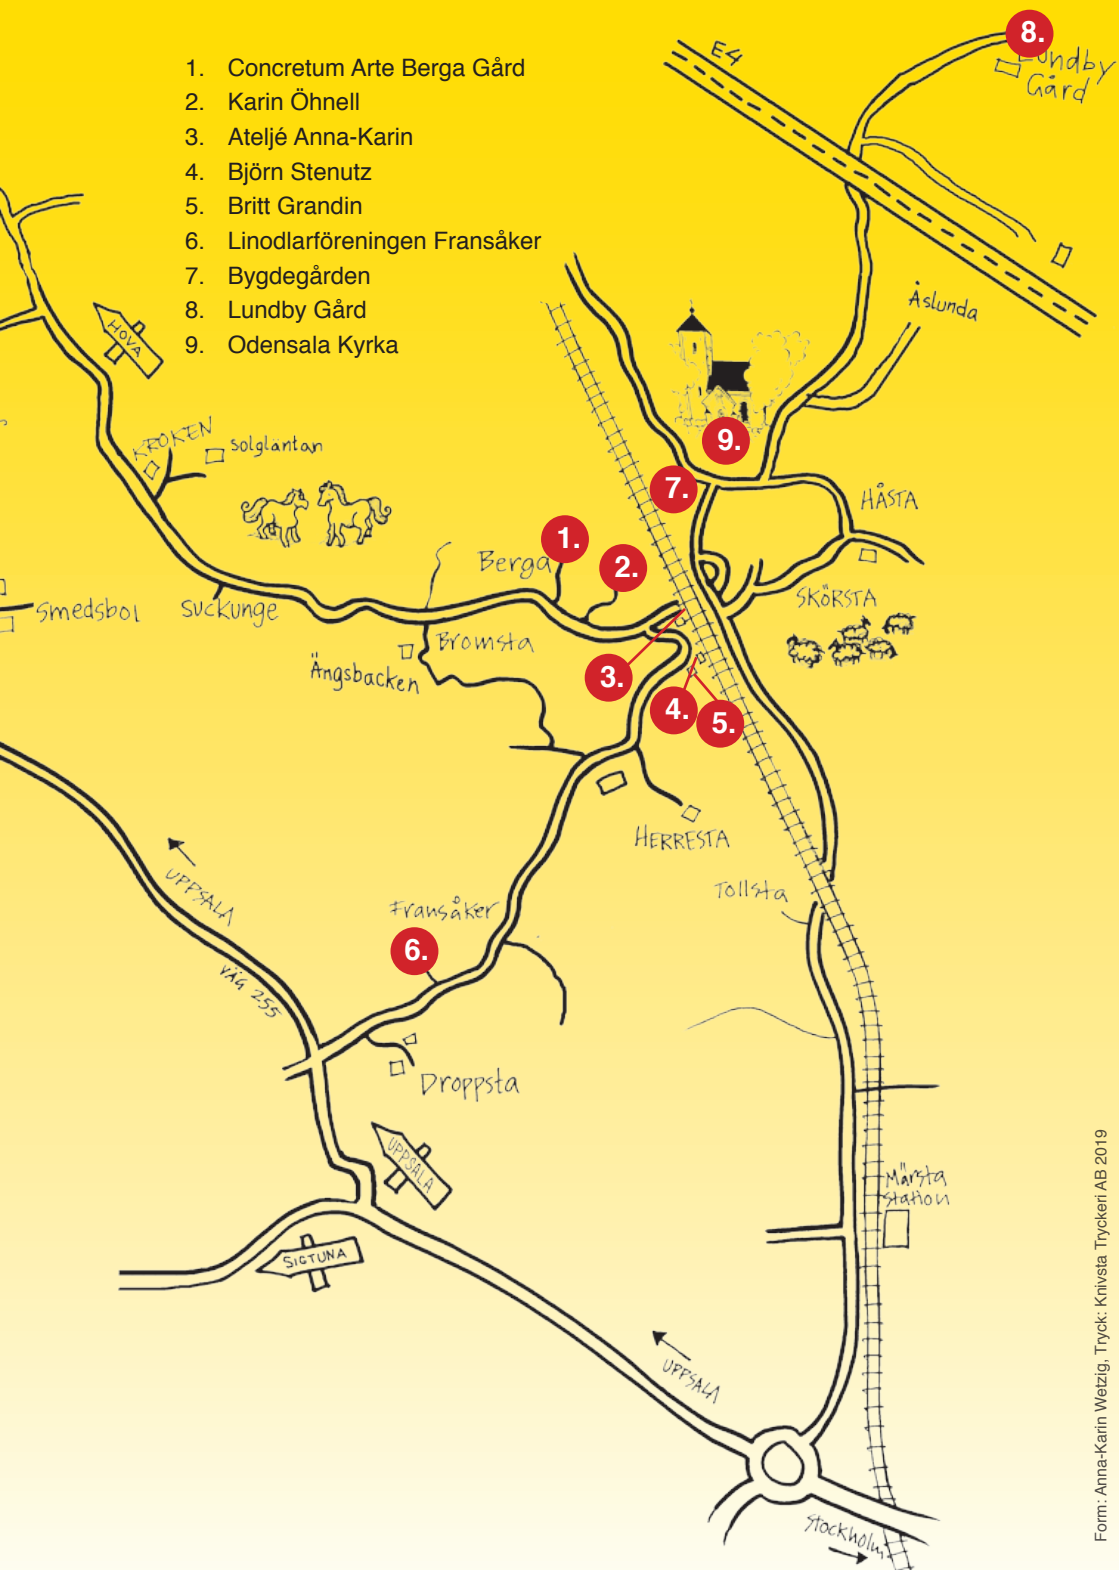 1. Concretum Arte Berga Gård
2. Karin Öhnell
3. Ateljé Anna-Karin
4. Björn Stenutz
5. Britt Grandin
6. Linodlarföreningen Fransåker
7. Bygdegården
8. Lundby Gård
9. Odensala Kyrka
E4
8.
Lundby
Gård
Åslunda
HOVA
KROKEN
Solgläntan
9.
7.
HÅSTA
1.
Berga
2.
SKÖRSTA
Smedsbol
Suckunge
Bromsta
Ängsbacken
3.
4.
5.
HERRESTA
UPPSALA
VÄG 255
Tollsta
Fransåker
6.
Droppsta
UPPSALA
SIGTUNA
Märsta
station
UPPSALA
Stockholm
Form: Anna-Karin Wetzig, Tryck: Knivsta Tryckeri AB 2019